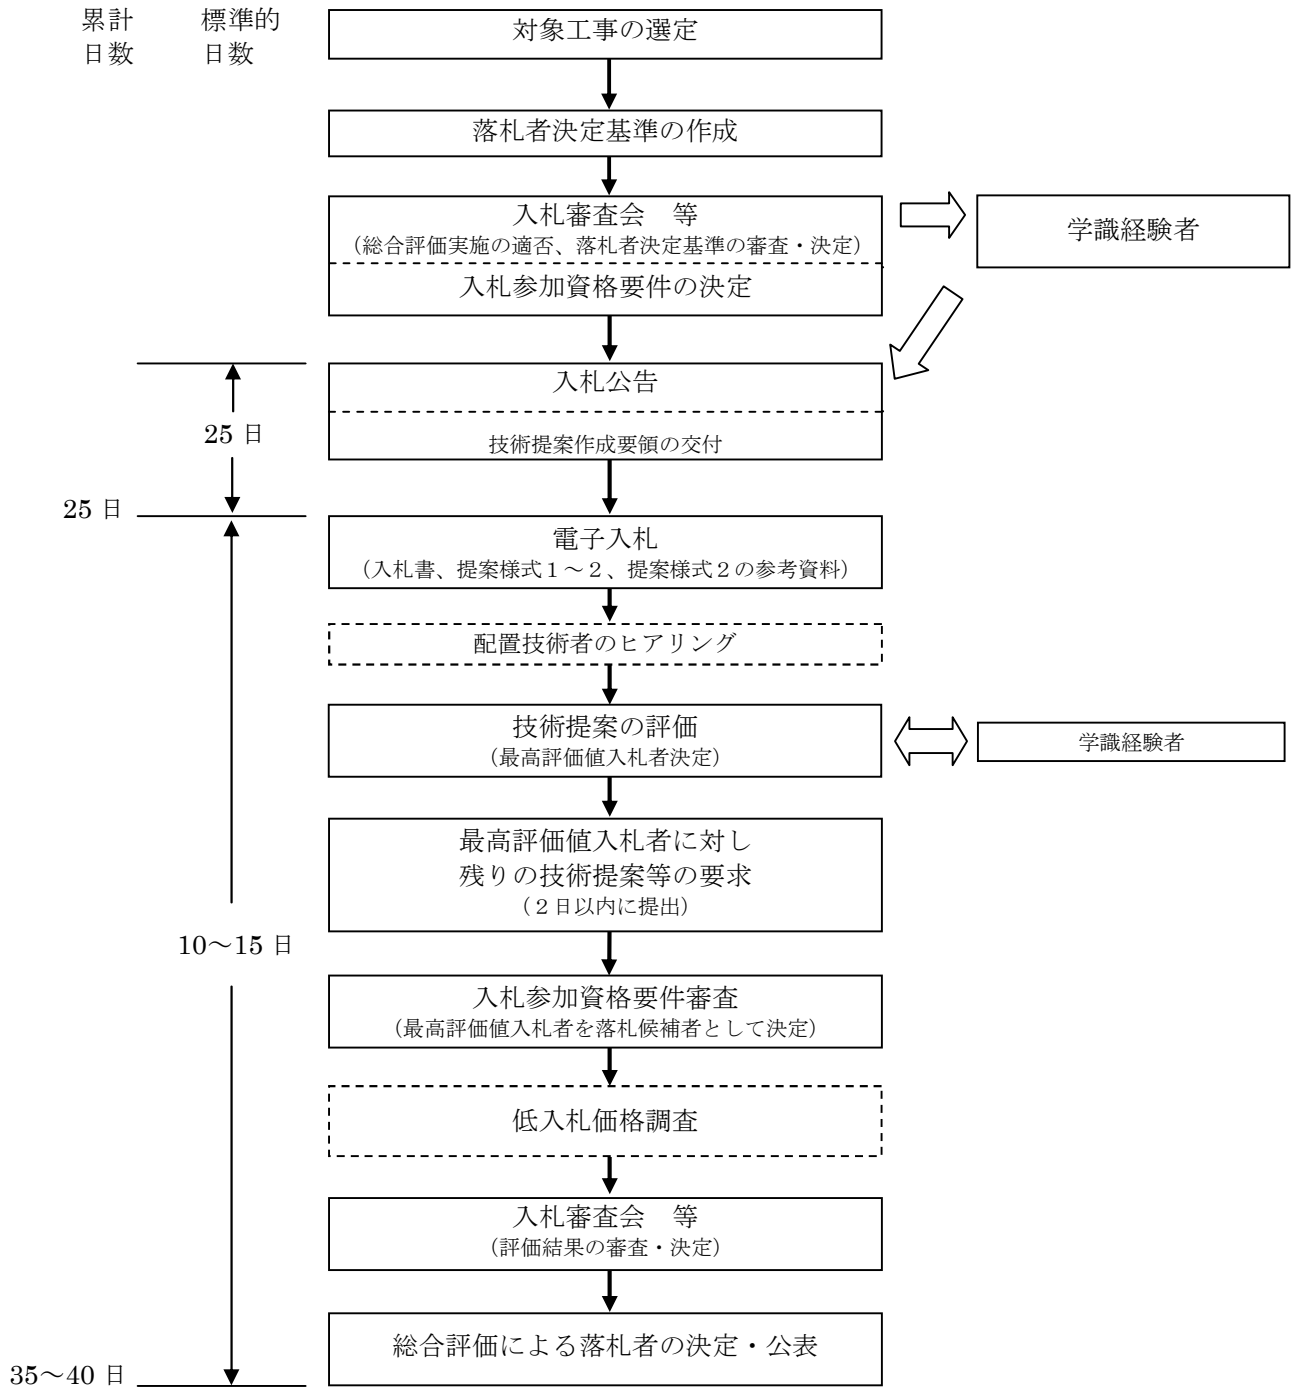 累計
日数
標準的
日数
対象工事の選定
落札者決定基準の作成
入札審査会　等
（総合評価実施の適否、落札者決定基準の審査・決定）
入札参加資格要件の決定
学識経験者
入札公告
技術提案作成要領の交付
25 日
25 日
電子入札
（入札書、提案様式１～２、提案様式２の参考資料）
配置技術者のヒアリング
技術提案の評価
（最高評価値入札者決定）
学識経験者
最高評価値入札者に対し
残りの技術提案等の要求
（２日以内に提出）
10～15 日
入札参加資格要件審査
（最高評価値入札者を落札候補者として決定）
低入札価格調査
入札審査会　等
（評価結果の審査・決定）
総合評価による落札者の決定・公表
35～40 日